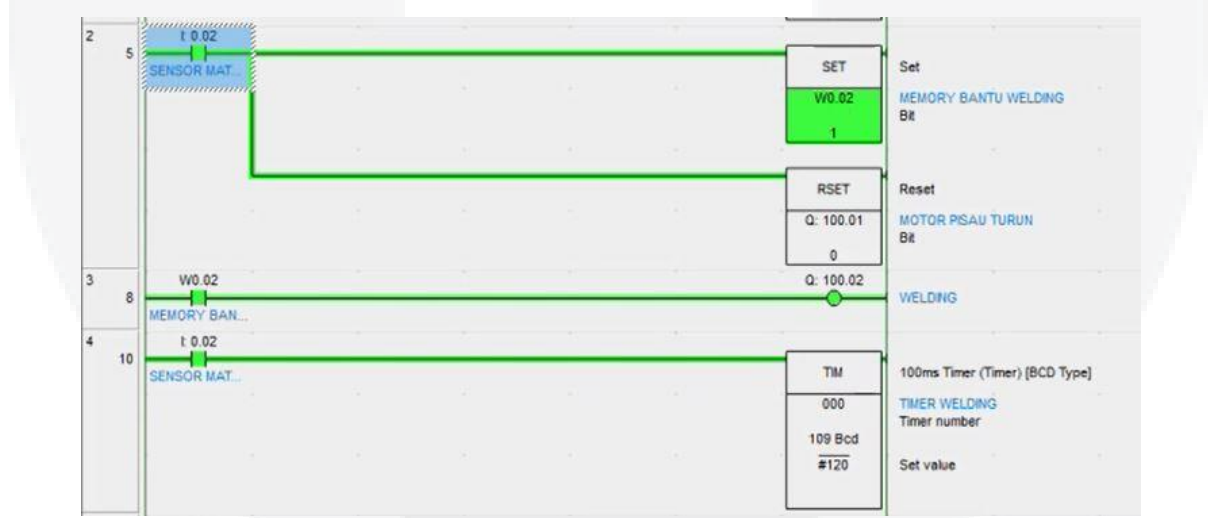 2
I: 0.02
5
SENSOR MAT...
SET
Set
W0.02
MEMORY BANTU WELDING
Bit
1
RSET
Reset
Q: 100.01
MOTOR PISAU TURUN
Bit
0
3
W0.02
Q: 100.02
8
WELDING
MEMORY BAN...
4
I: 0.02
10
SENSOR MAT...
TIM
100ms Timer (Timer) [BCD Type]
000
TIMER WELDING
Timer number
109 Bcd
#120
Set value